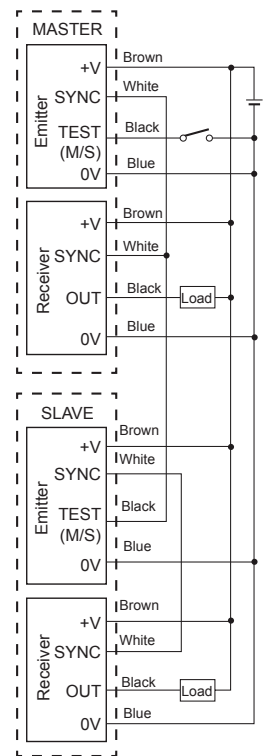 MASTER
Emitter
+V Brown
SYNC White
TEST Black
(M/S)
0V Blue
Receiver
+V Brown
SYNC White
OUT Black Load
0V Blue
SLAVE
Emitter
+V Brown
SYNC White
TEST Black
(M/S)
0V Blue
Receiver
+V Brown
SYNC White
OUT Black Load
0V Blue